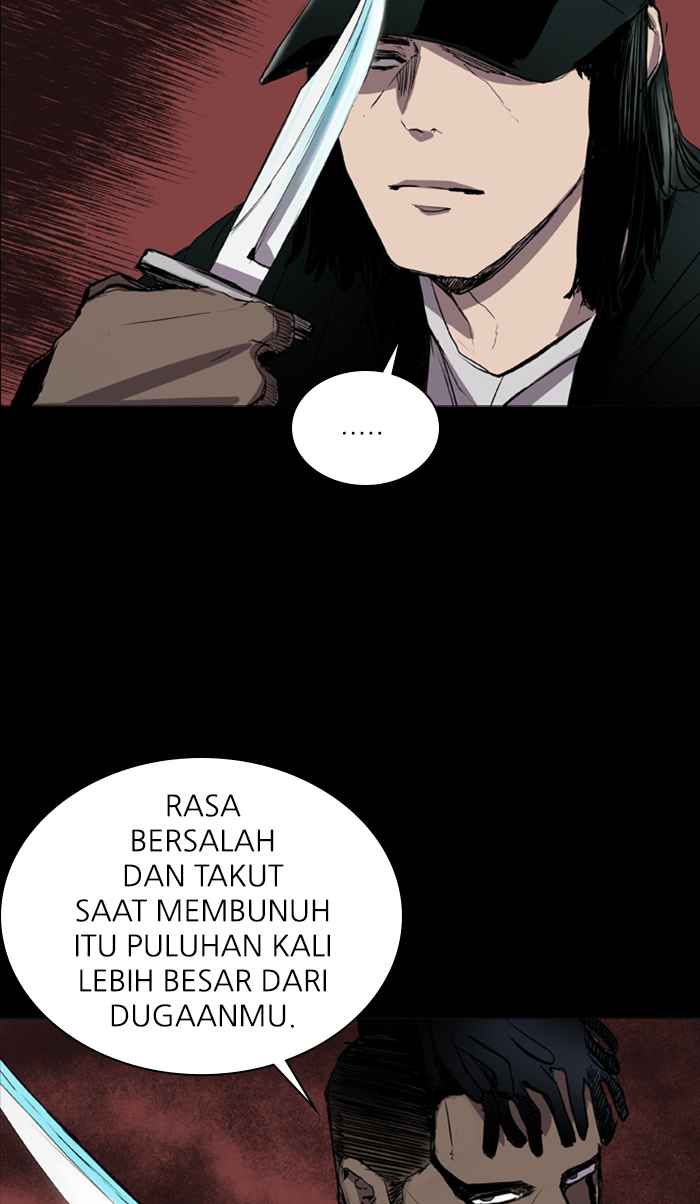 .....
RASA
BERSALAH
DAN TAKUT
SAAT MEMBUNUH
ITU PULUHAN KALI
LEBIH BESAR DARI
DUGAANMU.